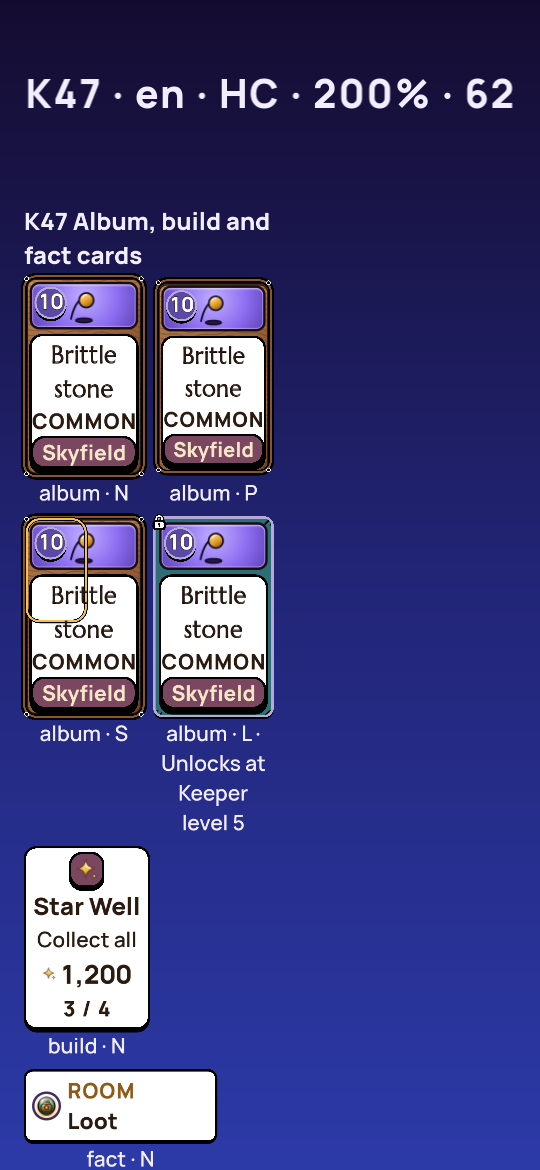 K47 · en · HC · 200% · 62
K47 Album, build and
fact cards
10
Brittle
stone
COMMON
Skyfield
album · N
10
Brittle
stone
COMMON
Skyfield
album · P
10
Brittle
stone
COMMON
Skyfield
album · S
10
Brittle
stone
COMMON
Skyfield
album · L ·
Unlocks at
Keeper
level 5
Star Well
Collect all
1,200
3 / 4
build · N
ROOM
Loot
fact · N